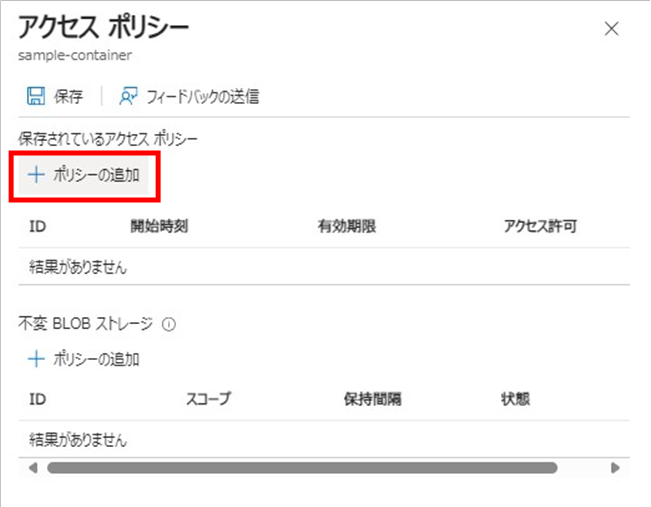 アクセス ポリシー
sample-container
保存 フィードバックの送信
保存されているアクセス ポリシー
ポリシーの追加
ID 開始時刻 有効期限 アクセス許可
結果がありません
不変 BLOB ストレージ
ポリシーの追加
ID スコープ 保持間隔 状態
結果がありません